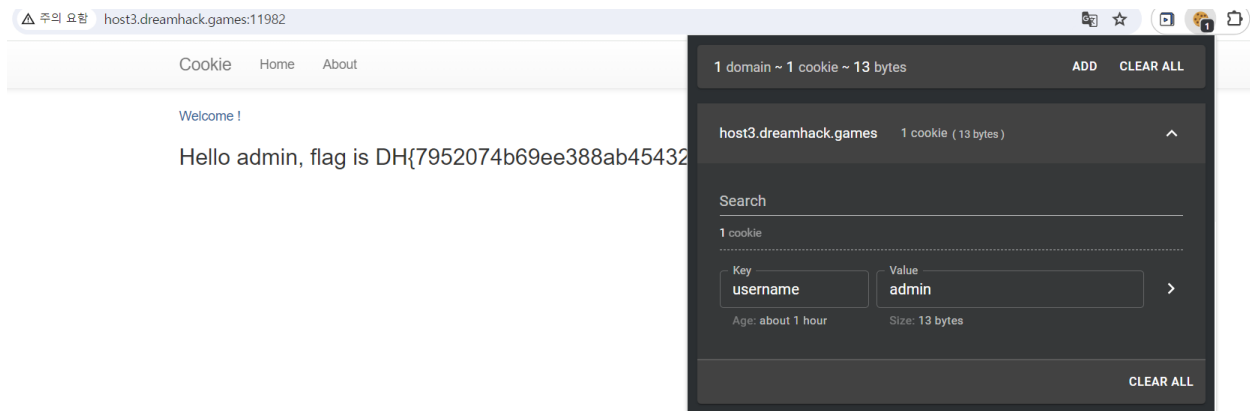 주의 요함 host3.dreamhack.games:11982
Cookie Home About
Welcome !
Hello admin, flag is DH{7952074b69ee388ab45432
1 domain ~ 1 cookie ~ 13 bytes ADD CLEAR ALL
host3.dreamhack.games 1 cookie ( 13 bytes )
Search
1 cookie
Key
username
Age: about 1 hour
Value
admin
Size: 13 bytes
CLEAR ALL
1